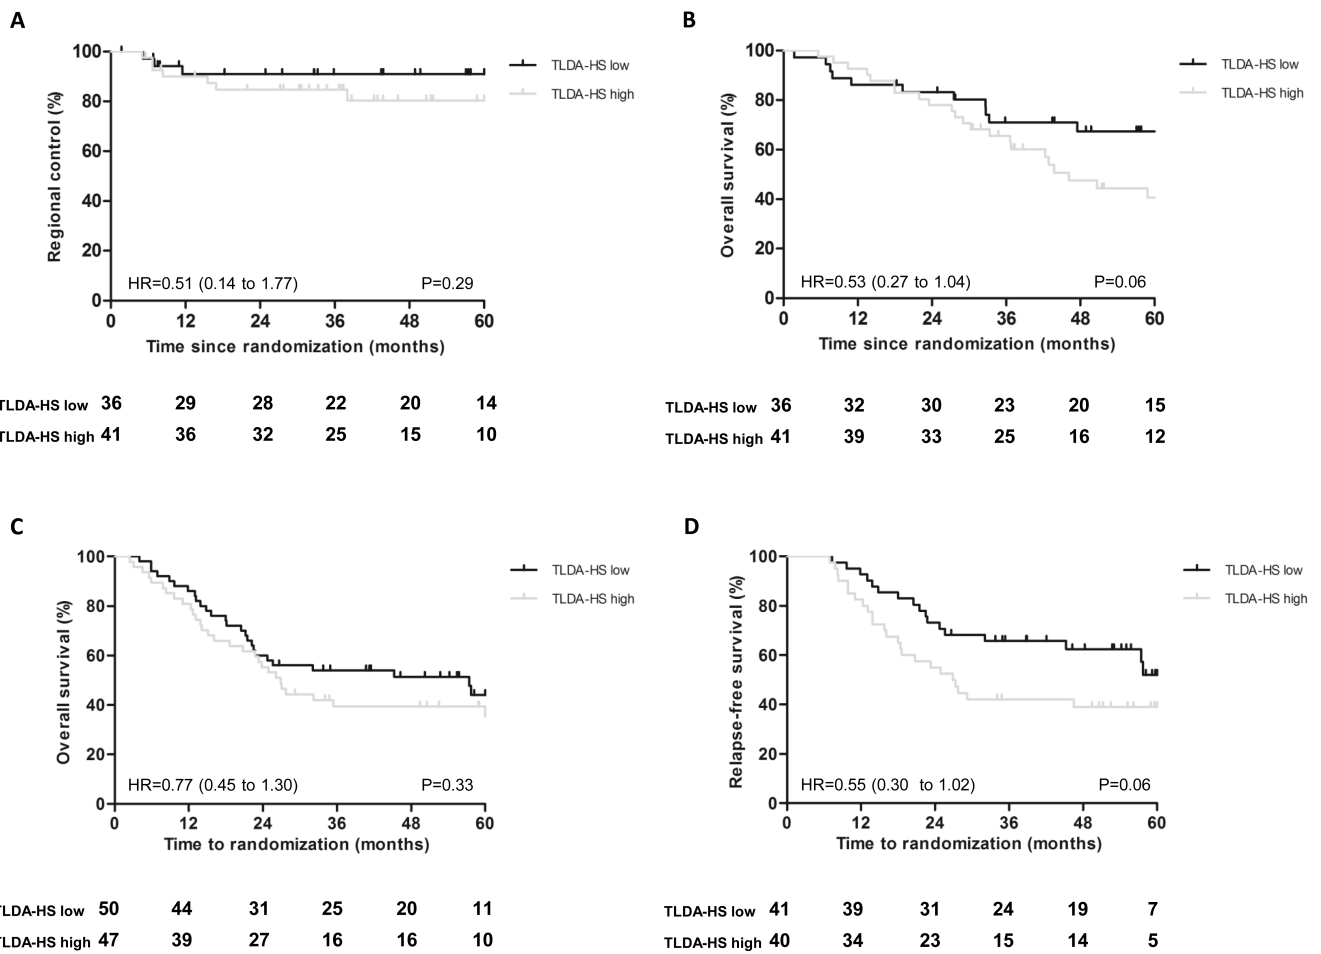 A
100
80
60
40
20
0
Regional control (%)
TLDA-HS low
TLDA-HS high
HR=0.51 (0.14 to 1.77) P=0.29
0 12 24 36 48 60
Time since randomization (months)
TLDA-HS low 36 29 28 22 20 14
TLDA-HS high 41 36 32 25 15 10
B
100
80
60
40
20
0
Overall survival (%)
TLDA-HS low
TLDA-HS high
HR=0.53 (0.27 to 1.04) P=0.06
0 12 24 36 48 60
Time since randomization (months)
TLDA-HS low 36 32 30 23 20 15
TLDA-HS high 41 39 33 25 16 12
C
100
80
60
40
20
0
Overall survival (%)
TLDA-HS low
TLDA-HS high
HR=0.77 (0.45 to 1.30) P=0.33
0 12 24 36 48 60
Time to randomization (months)
TLDA-HS low 50 44 31 25 20 11
TLDA-HS high 47 39 27 16 16 10
D
100
80
60
40
20
0
Relapse-free survival (%)
TLDA-HS low
TLDA-HS high
HR=0.55 (0.30 to 1.02) P=0.06
0 12 24 36 48 60
Time to randomization (months)
TLDA-HS low 41 39 31 24 19 7
TLDA-HS high 40 34 23 15 14 5